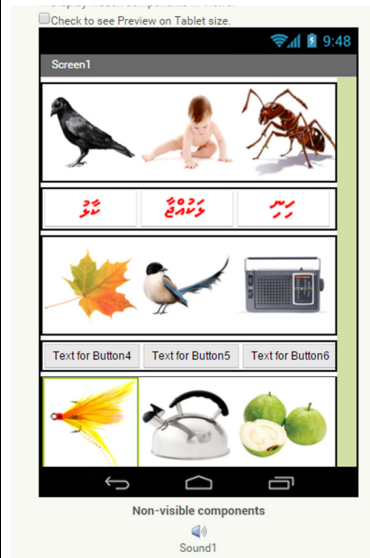 Check to see Preview on Tablet size.
9:48
Screen1
ކާޅު ޅަކުއްޖާ ހިނި
Text for Button4 Text for Button5 Text for Button6
Non-visible components
Sound1